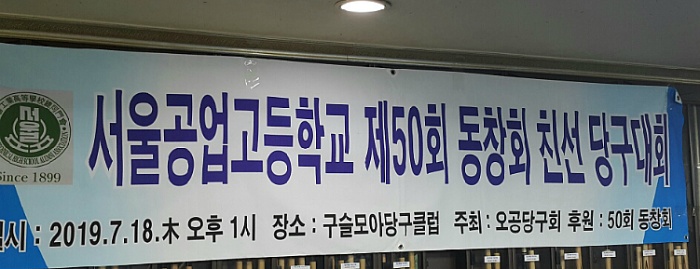 서울공업고등학교 제50회 동창회 친선 당구대회
Since 1899
일시 : 2019.7.18.木 오후 1시 장소 : 구슬모아당구클럽 주최 : 오공당구회 후원 : 50회 동창회